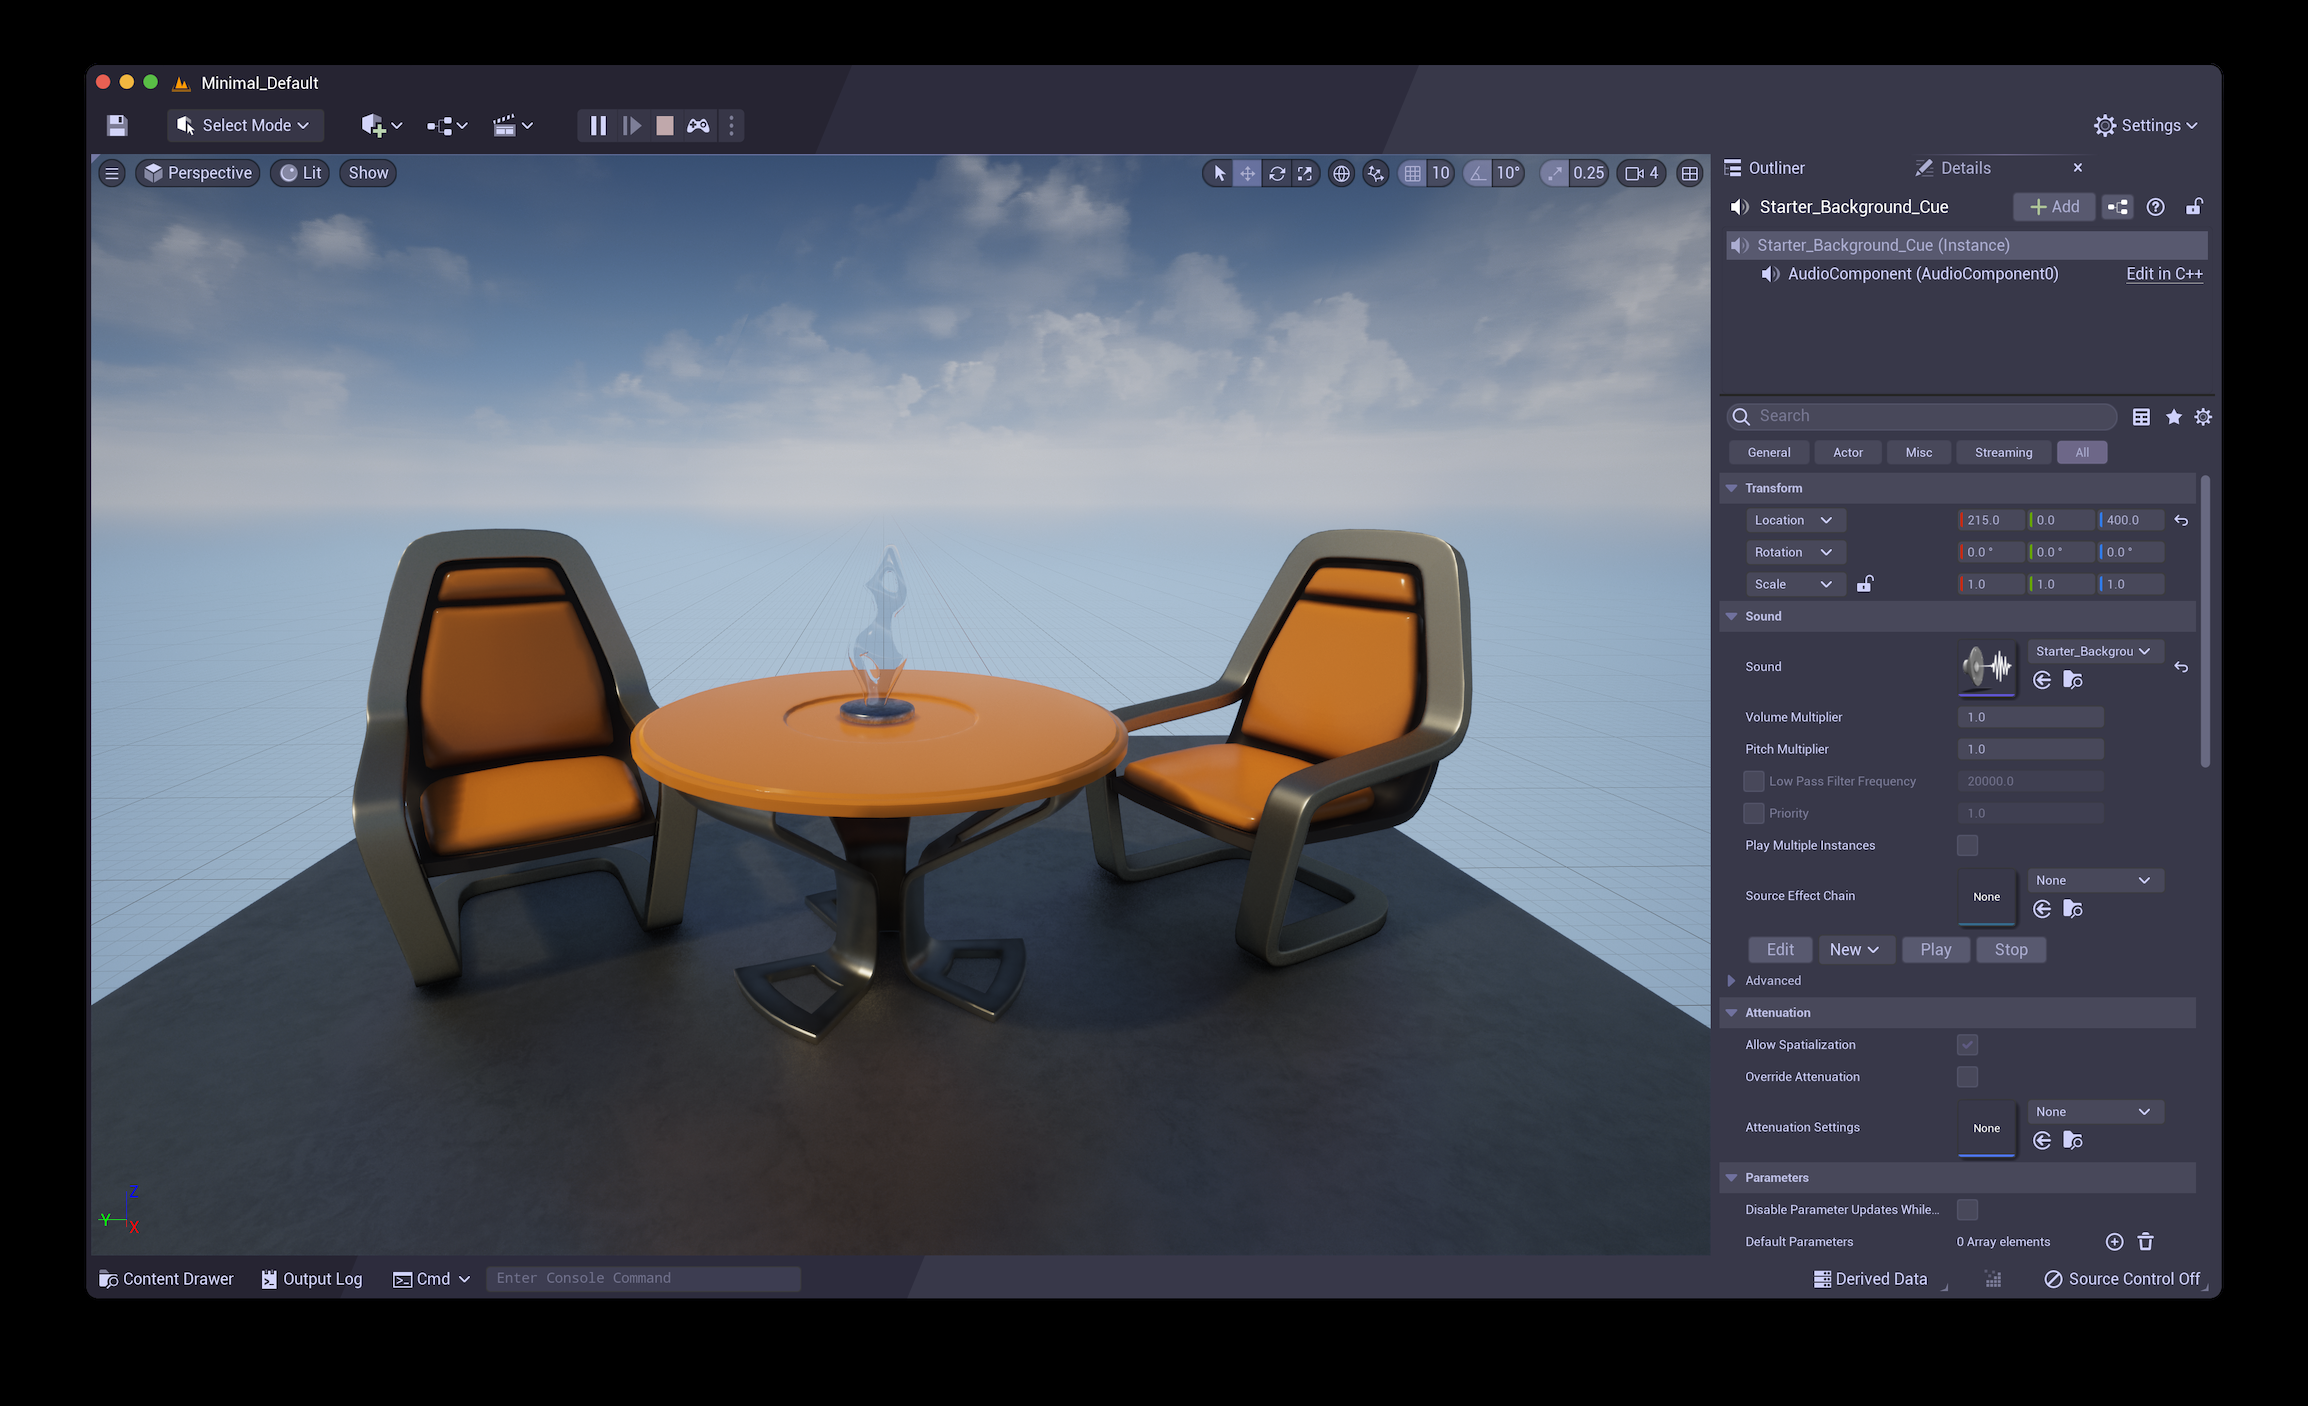 Minimal_Default
Select Mode
Settings
Perspective Lit Show 10 10° 0.25 4
Outliner Details
Starter_Background_Cue Add
Starter_Background_Cue (Instance)
AudioComponent (AudioComponent0) Edit in C++
Search
General Actor Misc Streaming All
Transform
Location 215.0 0.0 400.0
Rotation 0.0 ° 0.0 ° 0.0 °
Scale 1.0 1.0 1.0
Sound
Starter_Backgrou
Sound
Volume Multiplier 1.0
Pitch Multiplier 1.0
Low Pass Filter Frequency 20000.0
Priority 1.0
Play Multiple Instances
None
Source Effect Chain None
Edit New Play Stop
Advanced
Attenuation
Allow Spatialization
Override Attenuation
None
Attenuation Settings None
Parameters
Disable Parameter Updates While...
Default Parameters 0 Array elements
Z
Y
X
Content Drawer Output Log Cmd Enter Console Command Derived Data Source Control Off